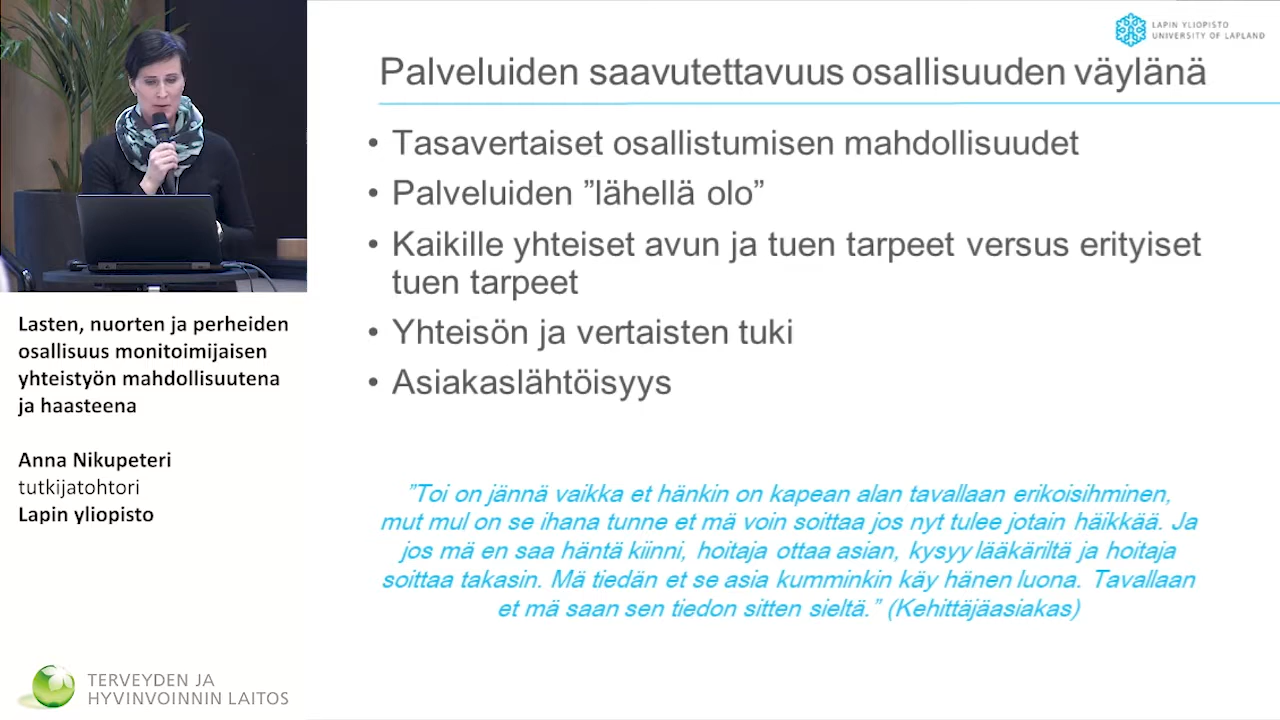 LAPIN YLIOPISTO
UNIVERSITY OF LAPLAND
Palveluiden saavutettavuus osallisuuden väylänä
• Tasavertaiset osallistumisen mahdollisuudet
• Palveluiden ”lähellä olo”
• Kaikille yhteiset avun ja tuen tarpeet versus erityiset
tuen tarpeet
• Yhteisön ja vertaisten tuki
• Asiakaslähtöisyys
”Toi on jännä vaikka et hänkin on kapean alan tavallaan erikoisihminen,
mut mul on se ihana tunne et mä voin soittaa jos nyt tulee jotain häikkää. Ja
jos mä en saa häntä kiinni, hoitaja ottaa asian, kysyy lääkäriltä ja hoitaja
soittaa takasin. Mä tiedän et se asia kumminkin käy hänen luona. Tavallaan
et mä saan sen tiedon sitten sieltä.” (Kehittäjäasiakas)
Lasten, nuorten ja perheiden
osallisuus monitoimijaisen
yhteistyön mahdollisuutena
ja haasteena
Anna Nikupeteri
tutkijatohtori
Lapin yliopisto
TERVEYDEN JA
HYVINVOINNIN LAITOS